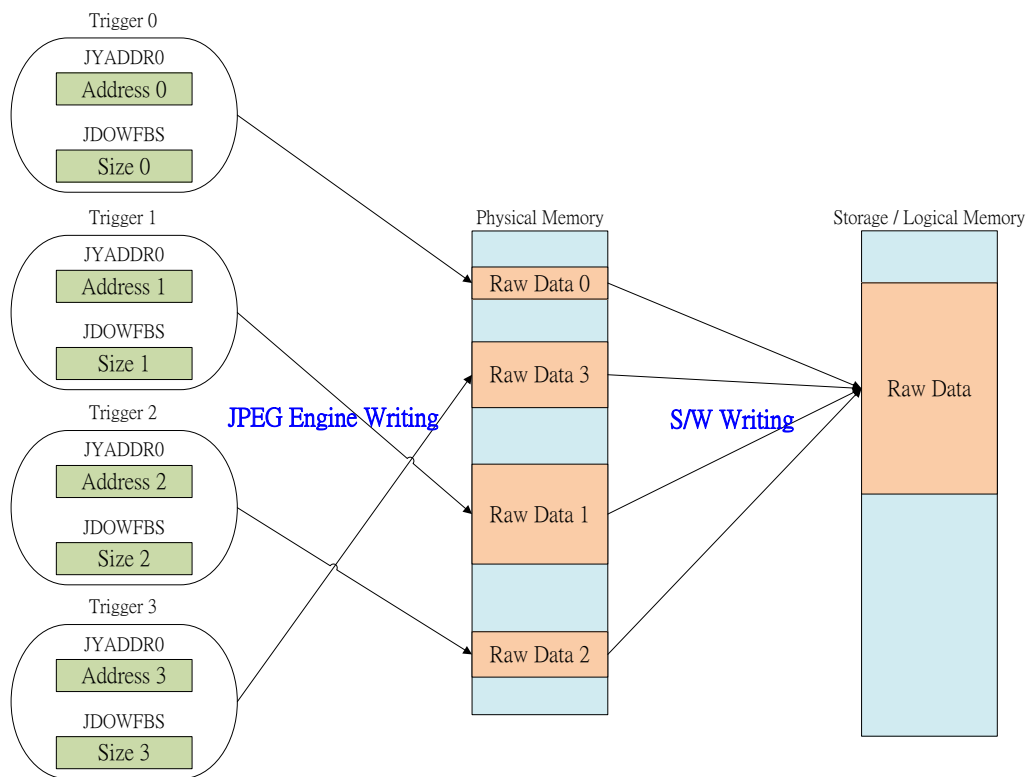 Trigger 0
JYADDR0
Address 0
JDOWFBS
Size 0
Trigger 1
JYADDR0
Address 1
JDOWFBS
Size 1
Trigger 2
JYADDR0
Address 2
JDOWFBS
Size 2
Trigger 3
JYADDR0
Address 3
JDOWFBS
Size 3
JPEG Engine Writing
Physical Memory
Raw Data 0
Raw Data 3
Raw Data 1
Raw Data 2
S/W Writing
Storage / Logical Memory
Raw Data